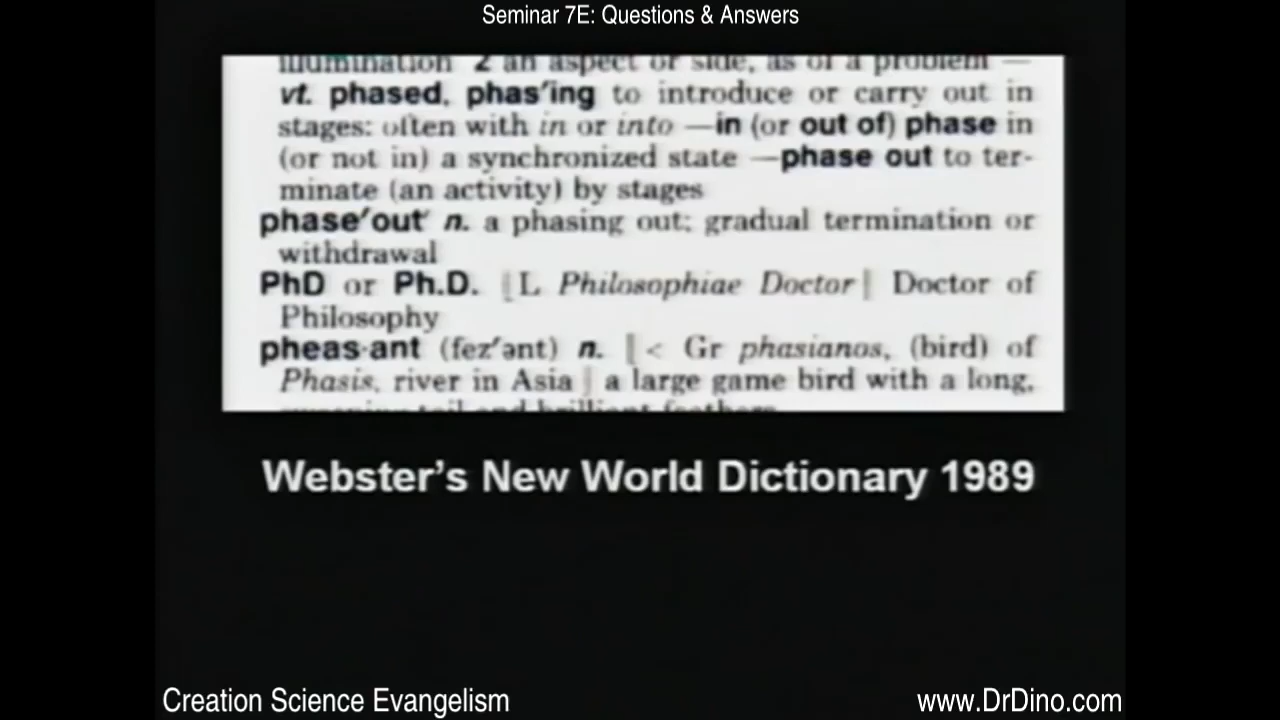 Seminar 7E: Questions & Answers
illumination 2 an aspect or side, as of a problem —
vt. phased, phas′ing to introduce or carry out in
stages: often with in or into —in (or out of) phase in
(or not in) a synchronized state —phase out to ter-
minate (an activity) by stages
phase′out′ n. a phasing out; gradual termination or
withdrawal
PhD or Ph.D. [L Philosophiae Doctor] Doctor of
Philosophy
pheas·ant (fez′ənt) n. [< Gr phasianos, (bird) of
Phasis, river in Asia] a large game bird with a long,
tail and brilliant feathers
Webster's New World Dictionary 1989
Creation Science Evangelism
www.DrDino.com